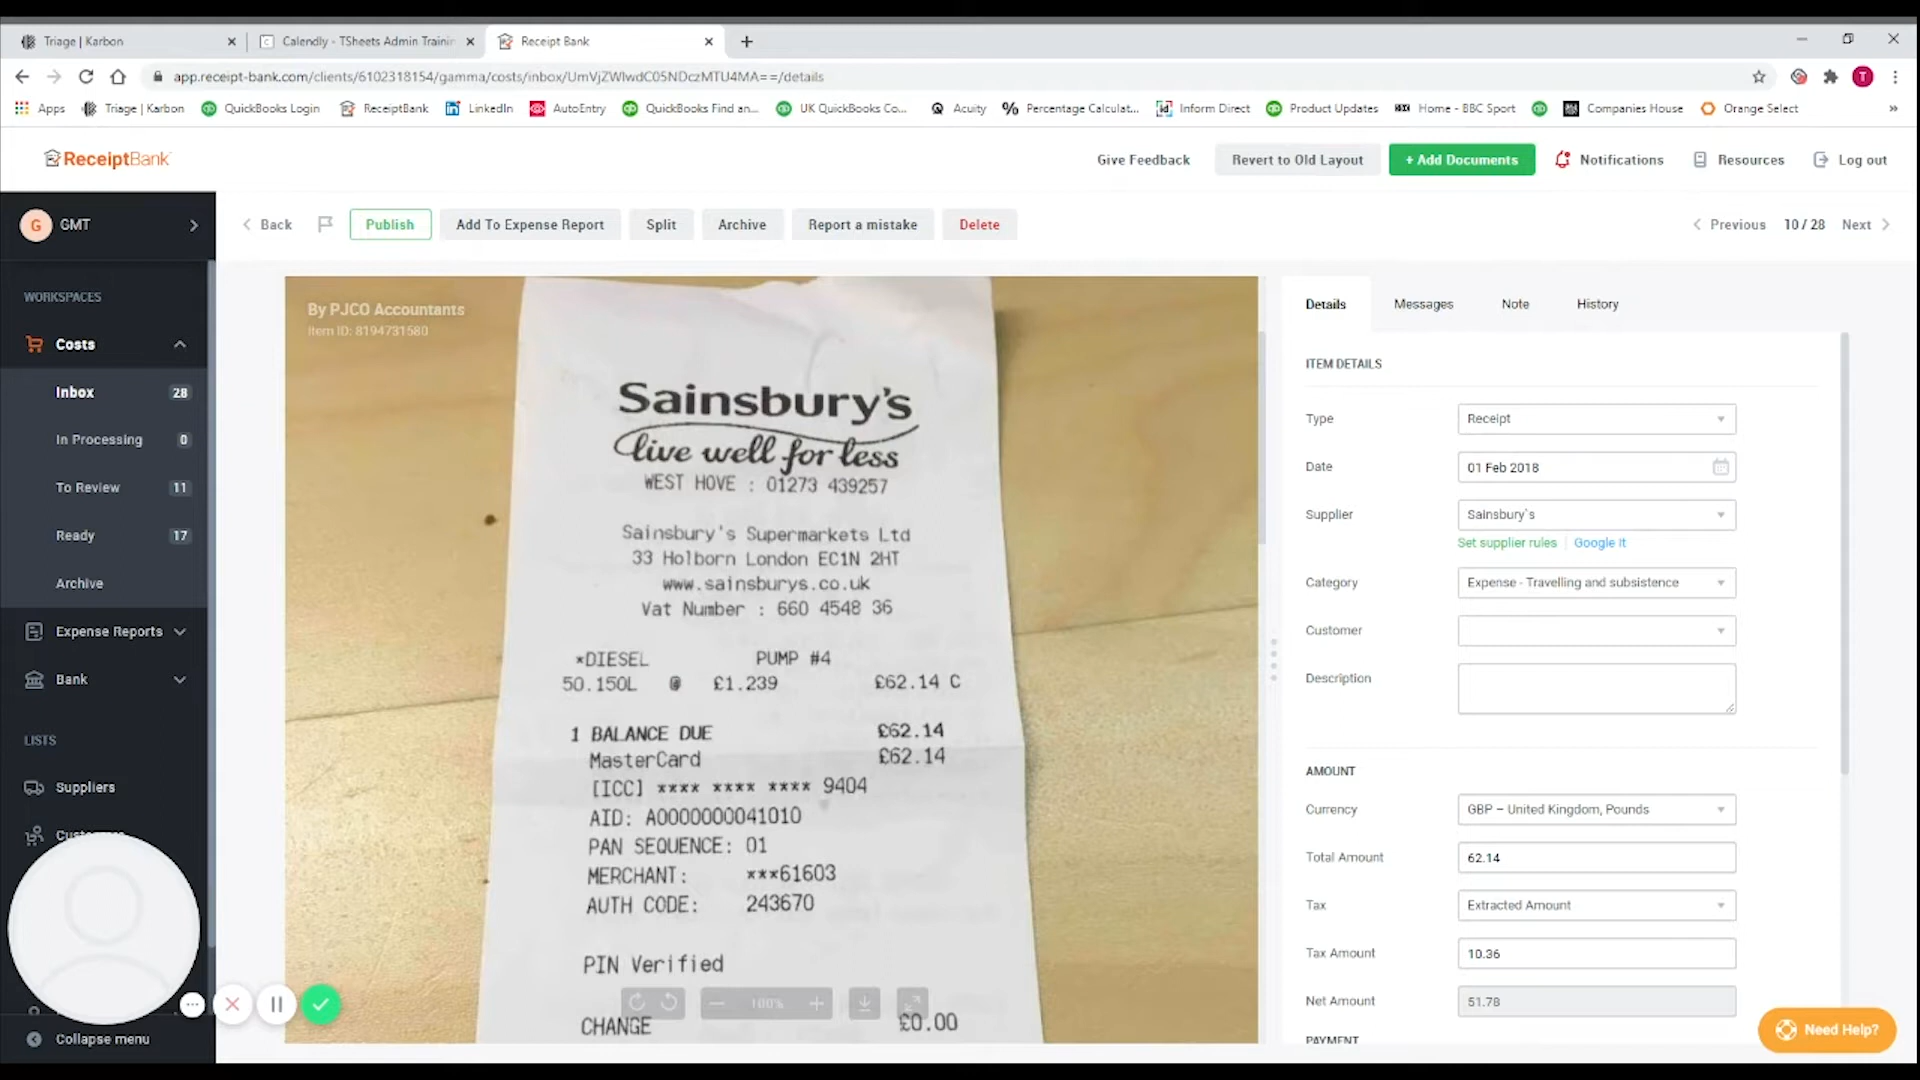 Triage | Karbon
Calendly - TSheets Admin Trainin
Receipt Bank
app.receipt-bank.com/clients/6102318154/gamma/costs/inbox/UmVjZWlwdC05NDczMTU4MA==/details
T
Apps
Triage | Karbon
QuickBooks Login
ReceiptBank
LinkedIn
AutoEntry
QuickBooks Find an...
UK QuickBooks Co...
Acuity
Percentage Calculat...
Inform Direct
Product Updates
Home - BBC Sport
Companies House
Orange Select
»
ReceiptBank
Give Feedback
Revert to Old Layout
+ Add Documents
Notifications
Resources
Log out
G GMT
Back
Publish
Add To Expense Report
Split
Archive
Report a mistake
Delete
Previous
10 / 28
Next
WORKSPACES
Costs
Inbox 28
In Processing 0
To Review 11
Ready 17
Archive
Expense Reports
Bank
LISTS
Suppliers
Collapse menu
By PJCO Accountants
Item ID: 8194731580
Sainsbury's
live well for less
WEST HOVE : 01273 439257
Sainsbury's Supermarkets Ltd
33 Holborn London EC1N 2HT
www.sainsburys.co.uk
Vat Number : 660 4548 36
*DIESEL PUMP #4
50.150L @ £1.239 £62.14 C
1 BALANCE DUE £62.14
MasterCard £62.14
[ICC] **** **** **** 9404
AID: A0000000041010
PAN SEQUENCE: 01
MERCHANT: ***61603
AUTH CODE: 243670
PIN Verified
100%
CHANGE £0.00
Details
Messages
Note
History
ITEM DETAILS
Type Receipt
Date 01 Feb 2018
Supplier Sainsbury`s
Set supplier rules
Google it
Category Expense - Travelling and subsistence
Customer
Description
AMOUNT
Currency GBP – United Kingdom, Pounds
Total Amount 62.14
Tax Extracted Amount
Tax Amount 10.36
Net Amount 51.78
PAYMENT
Need Help?